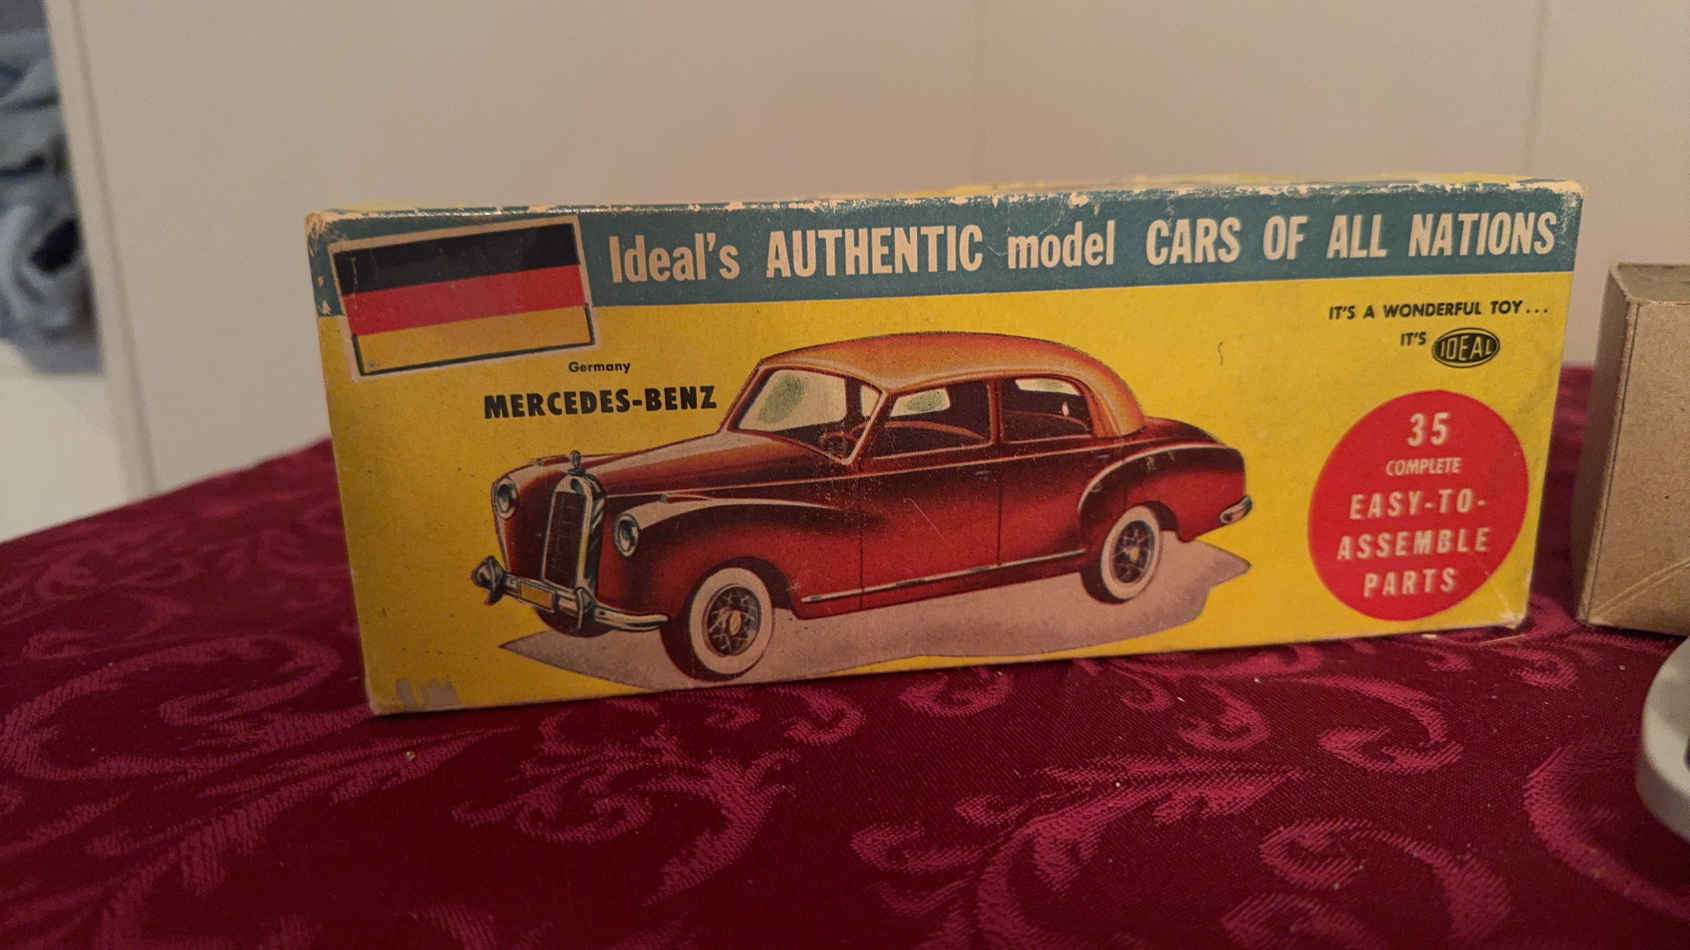 Ideal's AUTHENTIC model CARS OF ALL NATIONS
IT'S A WONDERFUL TOY...
IT'S IDEAL
Germany
MERCEDES-BENZ
35
COMPLETE
EASY-TO-
ASSEMBLE
PARTS